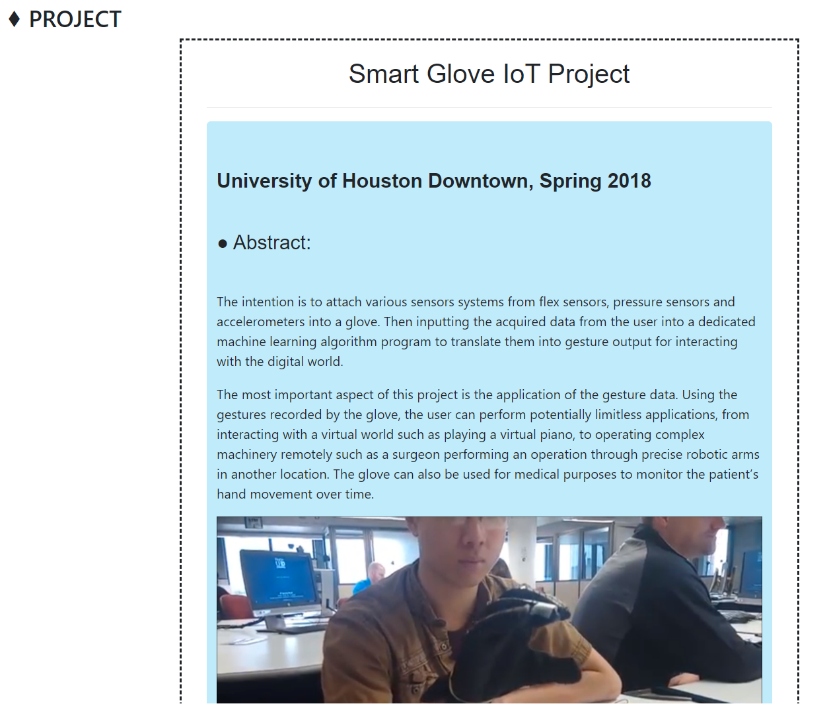 ♦ PROJECT
Smart Glove IoT Project
University of Houston Downtown, Spring 2018
● Abstract:
The intention is to attach various sensors systems from flex sensors, pressure sensors and
accelerometers into a glove. Then inputting the acquired data from the user into a dedicated
machine learning algorithm program to translate them into gesture output for interacting
with the digital world.
The most important aspect of this project is the application of the gesture data. Using the
gestures recorded by the glove, the user can perform potentially limitless applications, from
interacting with a virtual world such as playing a virtual piano, to operating complex
machinery remotely such as a surgeon performing an operation through precise robotic arms
in another location. The glove can also be used for medical purposes to monitor the patient's
hand movement over time.